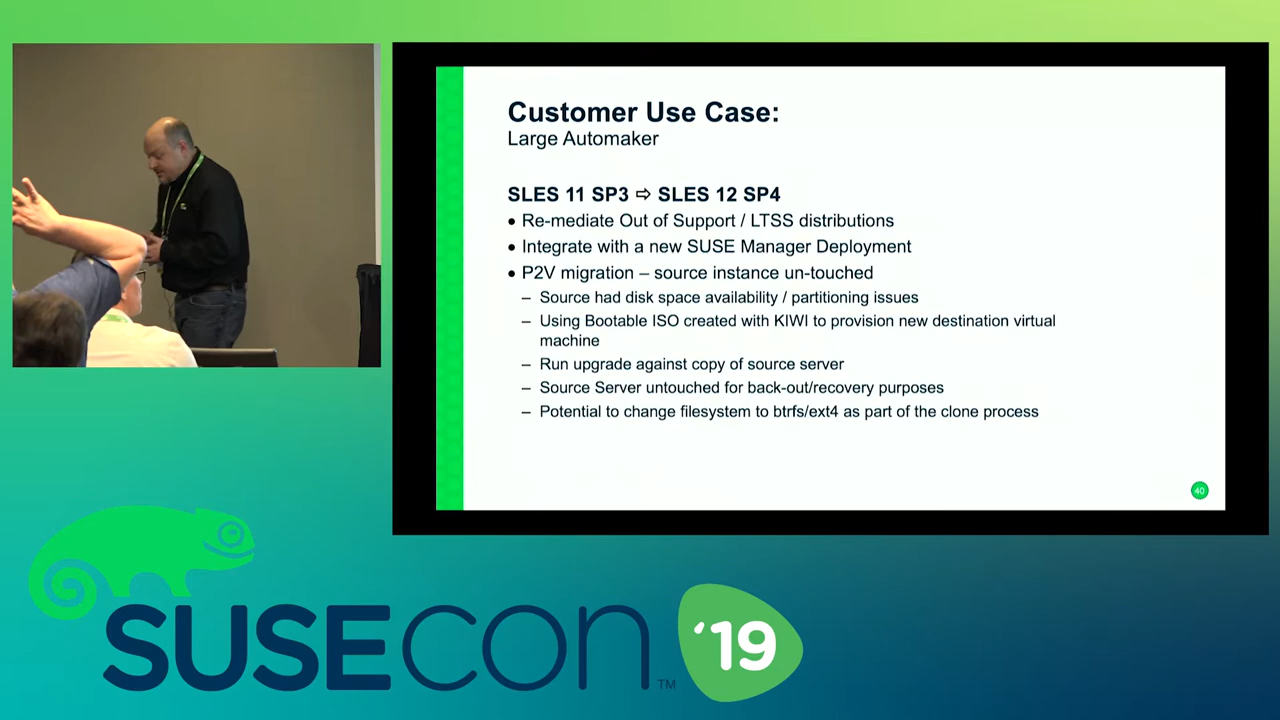 Customer Use Case:
Large Automaker
SLES 11 SP3 ⇨ SLES 12 SP4
• Re-mediate Out of Support / LTSS distributions
• Integrate with a new SUSE Manager Deployment
• P2V migration – source instance un-touched
– Source had disk space availability / partitioning issues
– Using Bootable ISO created with KIWI to provision new destination virtual
machine
– Run upgrade against copy of source server
– Source Server untouched for back-out/recovery purposes
– Potential to change filesystem to btrfs/ext4 as part of the clone process
40
SUSECON ™ '19